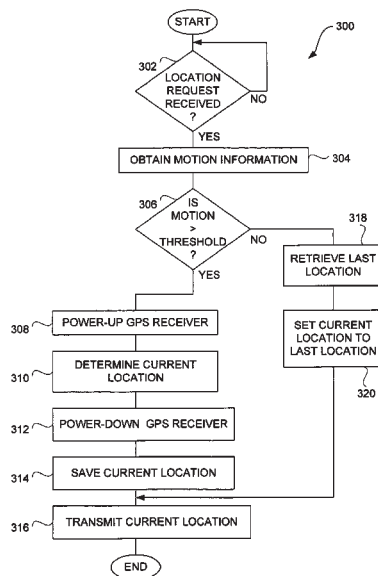 START
300
302
LOCATION
REQUEST
RECEIVED
?
NO
YES
OBTAIN MOTION INFORMATION
304
306
IS
MOTION
>
THRESHOLD
?
NO
YES
318
RETRIEVE LAST
LOCATION
308
POWER-UP GPS RECEIVER
SET CURRENT
LOCATION TO
LAST LOCATION
320
310
DETERMINE CURRENT
LOCATION
312
POWER-DOWN GPS RECEIVER
314
SAVE CURRENT LOCATION
316
TRANSMIT CURRENT LOCATION
END